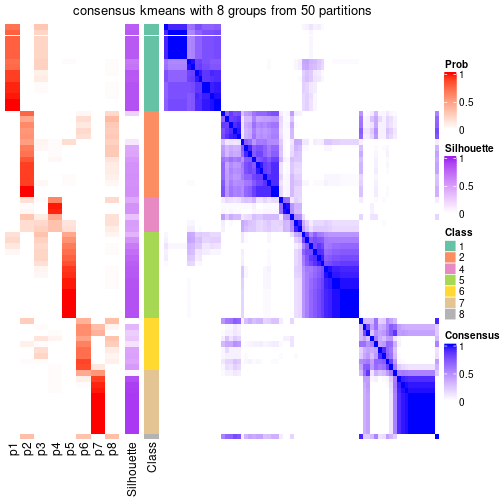 consensus kmeans with 8 groups from 50 partitions
Prob
1
0.5
0
Silhouette
1
0.5
0
Class
1
2
4
5
6
7
8
Consensus
1
0.5
0
p1
p2
p3
p4
p5
p6
p7
p8
Silhouette
Class